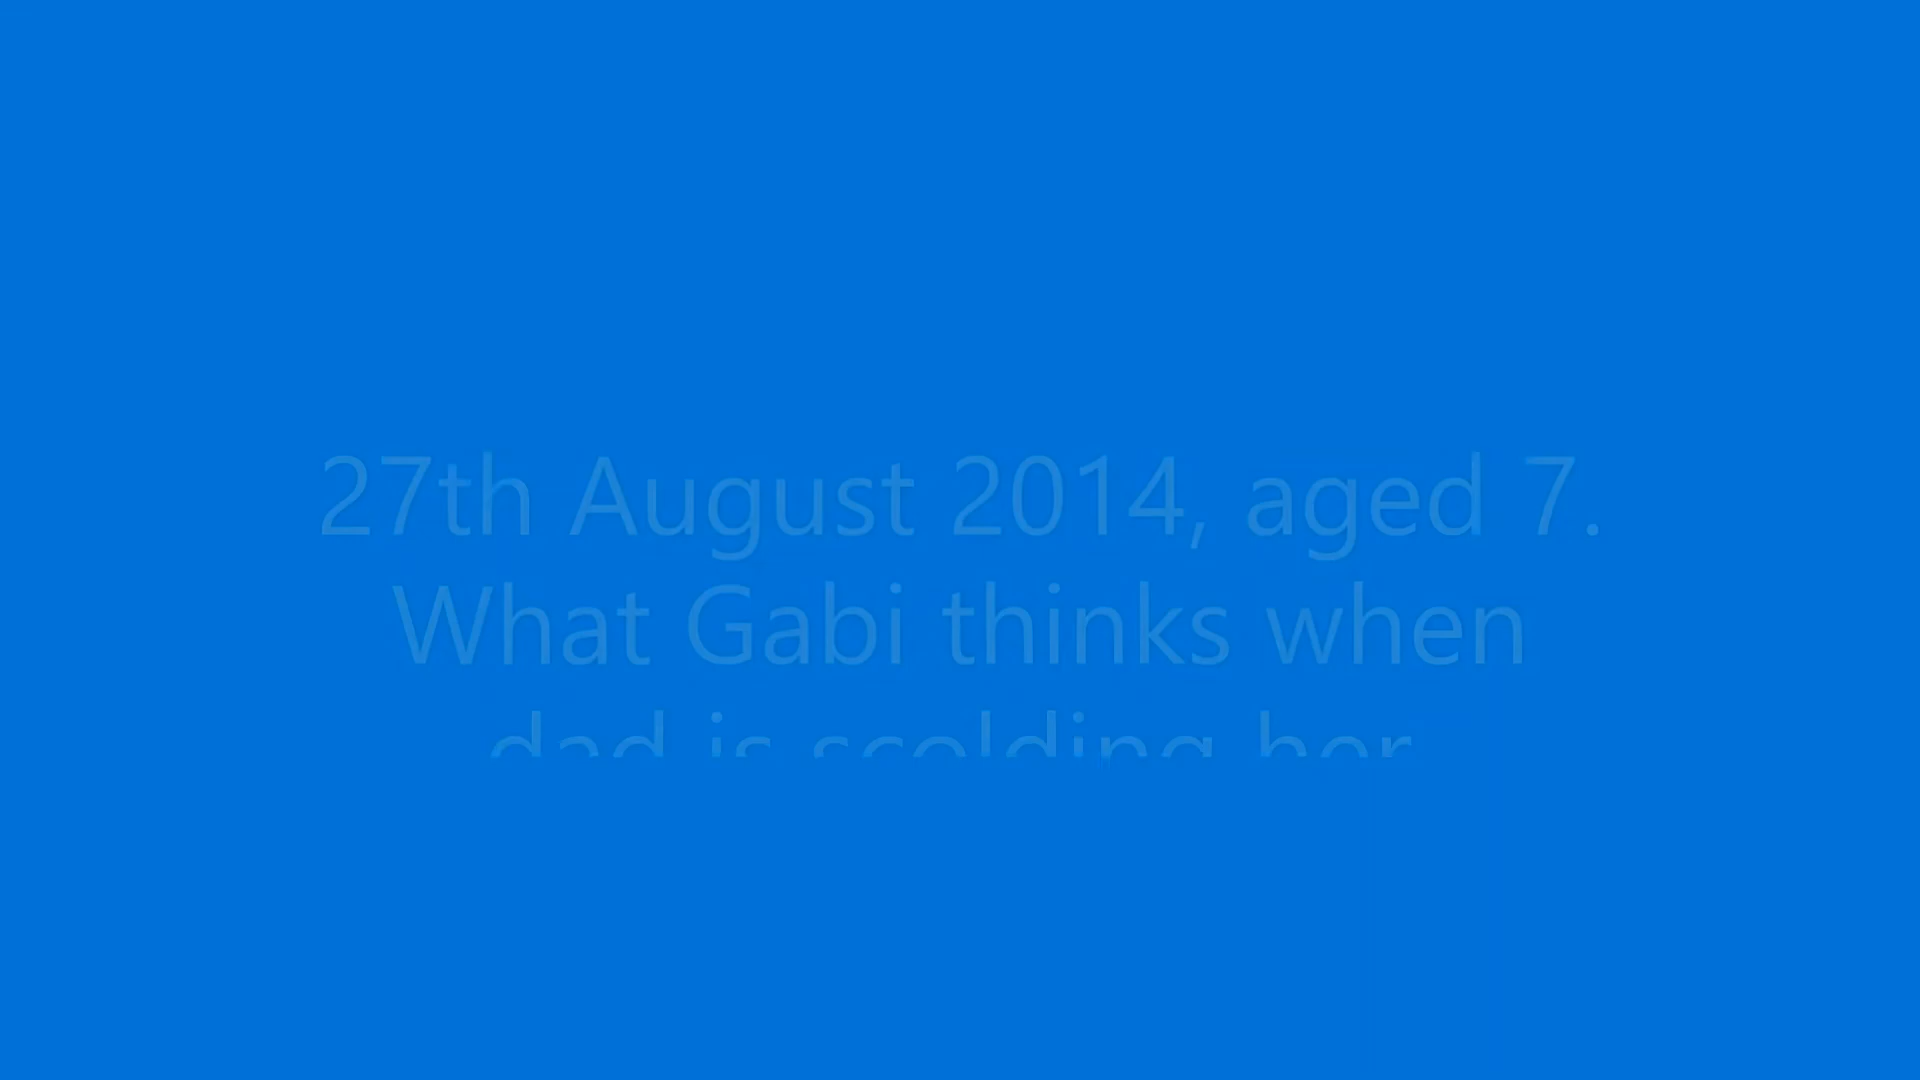 27th August 2014, aged 7.
What Gabi thinks when
dad is scolding her